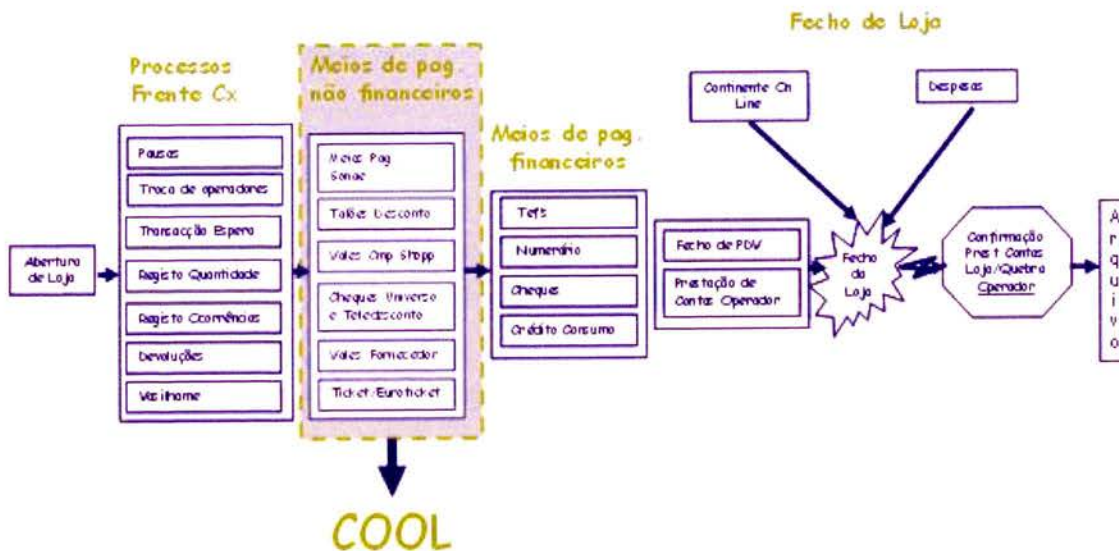 Fecho de Loja
Processos
Frente Cx
Meios de pag.
não financeiros
Continente On
Line
Despesas
Meios de pag.
financeiros
Abertura
de Loja
Pausas
Troca de operadores
Transacção Espera
Registo Quantidade
Registo Ocorrências
Devoluções
Vasilhame
Meios Pag
Sonae
Talões Desconto
Vales Cmp Shopp
Cheques Universo
e Teledisconto
Vales Fornecedor
Ticket/Euroticket
Tefs
Numerário
Cheques
Crédito Consumo
Fecho de PDV
Prestação de
Contas Operador
Fecho
da
Loja
Confirmação
Prest Contas
Loja/Quebra
Operador
A
r
q
u
i
v
o
COOL